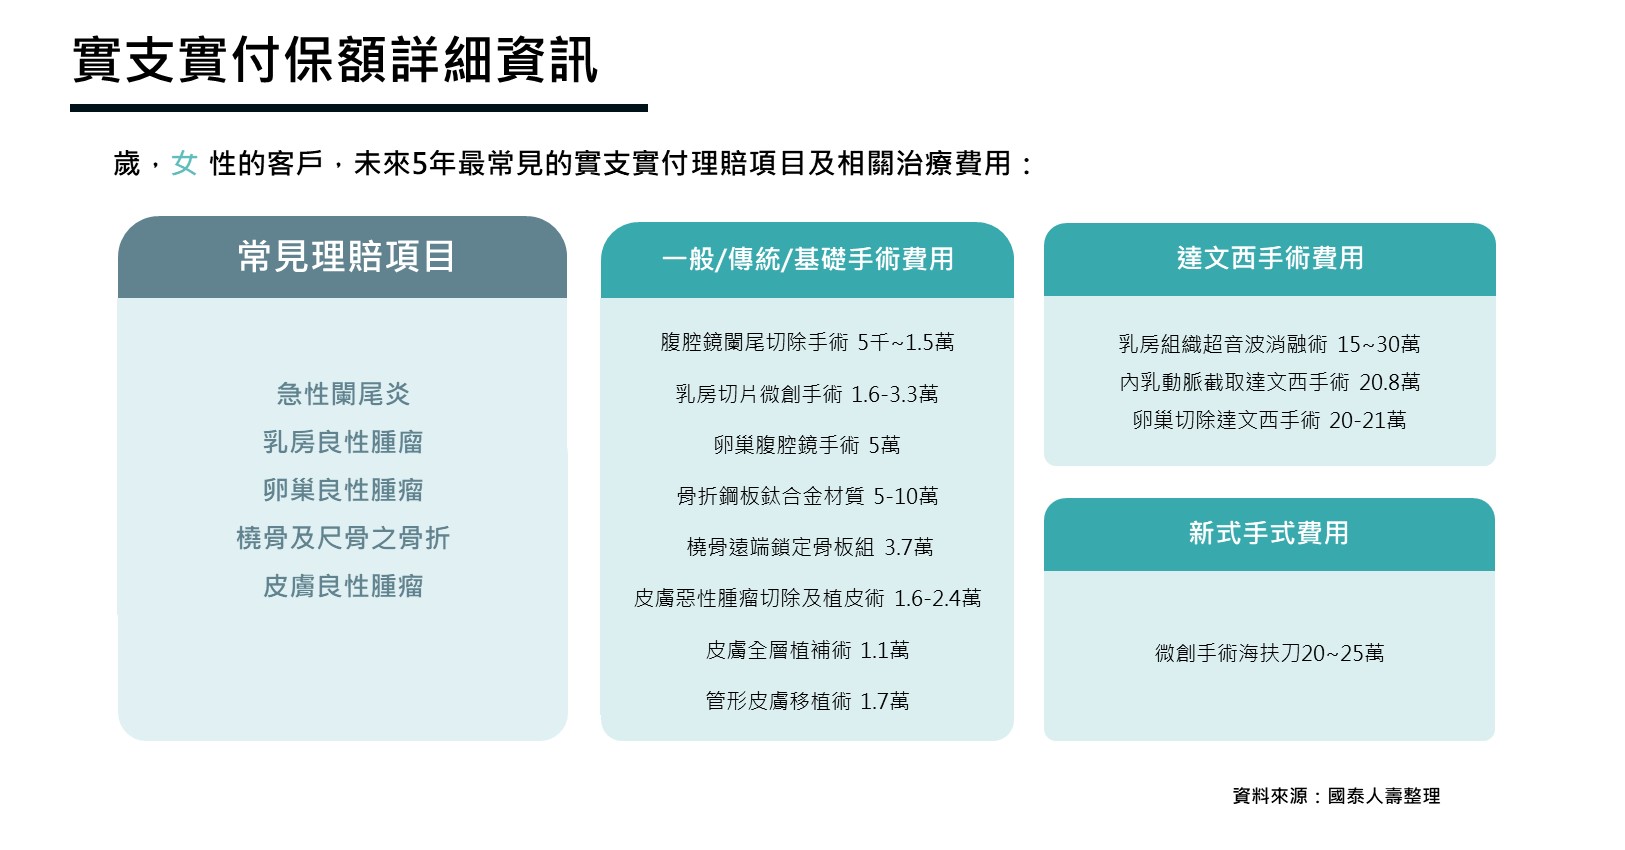 實支實付保額詳細資訊
歲，女 性的客戶，未來5年最常見的實支實付理賠項目及相關治療費用：
常見理賠項目
急性闌尾炎
乳房良性腫瘤
卵巢良性腫瘤
橈骨及尺骨之骨折
皮膚良性腫瘤
一般/傳統/基礎手術費用
腹腔鏡闌尾切除手術 5千~1.5萬
乳房切片微創手術 1.6-3.3萬
卵巢腹腔鏡手術 5萬
骨折鋼板鈦合金材質 5-10萬
橈骨遠端鎖定骨板組 3.7萬
皮膚惡性腫瘤切除及植皮術 1.6-2.4萬
皮膚全層植補術 1.1萬
管形皮膚移植術 1.7萬
達文西手術費用
乳房組織超音波消融術 15~30萬
內乳動脈截取達文西手術 20.8萬
卵巢切除達文西手術 20-21萬
新式手式費用
微創手術海扶刀20~25萬
資料來源：國泰人壽整理